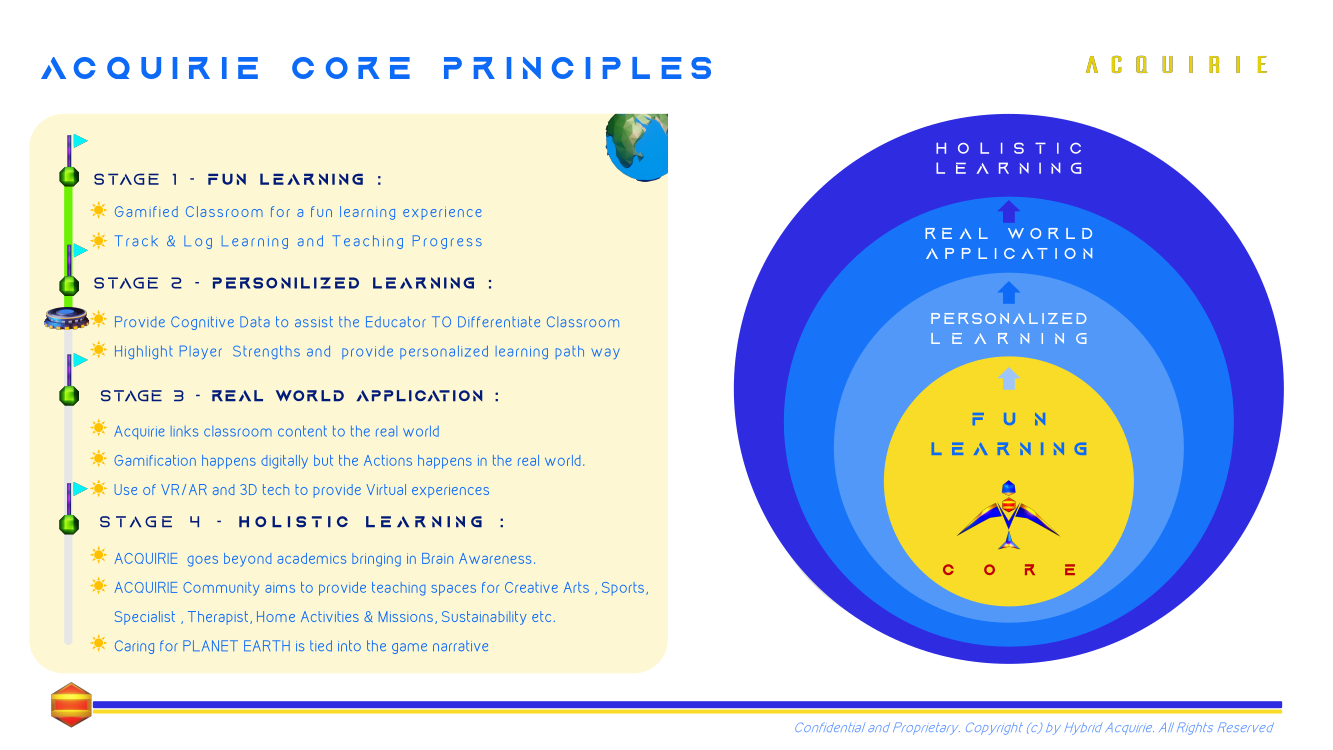 ACQUIRIE CORE PRINCIPLES
ACQUIRIE
STAGE 1 - FUN LEARNING :
Gamified Classroom for a fun learning experience
Track & Log Learning and Teaching Progress
STAGE 2 - PERSONILIZED LEARNING :
Provide Cognitive Data to assist the Educator TO Differentiate Classroom
Highlight Player Strengths and provide personalized learning path way
STAGE 3 - REAL WORLD APPLICATION :
Acquirie links classroom content to the real world
Gamification happens digitally but the Actions happens in the real world.
Use of VR/AR and 3D tech to provide Virtual experiences
STAGE 4 - HOLISTIC LEARNING :
ACQUIRIE goes beyond academics bringing in Brain Awareness.
ACQUIRIE Community aims to provide teaching spaces for Creative Arts , Sports,
Specialist , Therapist, Home Activities & Missions, Sustainability etc.
Caring for PLANET EARTH is tied into the game narrative
HOLISTIC
LEARNING
REAL WORLD
APPLICATION
PERSONALIZED
LEARNING
FUN
LEARNING
CORE
Confidential and Proprietary. Copyright (c) by Hybrid Acquirie. All Rights Reserved